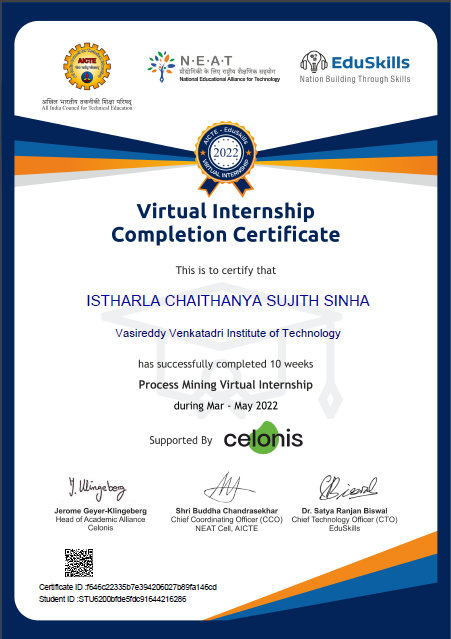 AICTE
अखिल भारतीय तकनीकी शिक्षा परिषद्
All India Council for Technical Education
N·E·A·T
प्रौद्योगिकी के लिए राष्ट्रीय शैक्षणिक सहयोग
National Educational Alliance for Technology
EduSkills
Nation Building Through Skills
AICTE - EduSkills
2022
VIRTUAL INTERNSHIP
Virtual Internship
Completion Certificate
This is to certify that
ISTHARLA CHAITHANYA SUJITH SINHA
Vasireddy Venkatadri Institute of Technology
has successfully completed 10 weeks
Process Mining Virtual Internship
during Mar - May 2022
Supported By celonis
Jerome Geyer-Klingeberg
Head of Academic Alliance
Celonis
Shri Buddha Chandrasekhar
Chief Coordinating Officer (CCO)
NEAT Cell, AICTE
Dr. Satya Ranjan Biswal
Chief Technology Officer (CTO)
EduSkills
Certificate ID :f646c22335b7e394206027b89fa146cd
Student ID :STU6200bfde5fdc91644216286